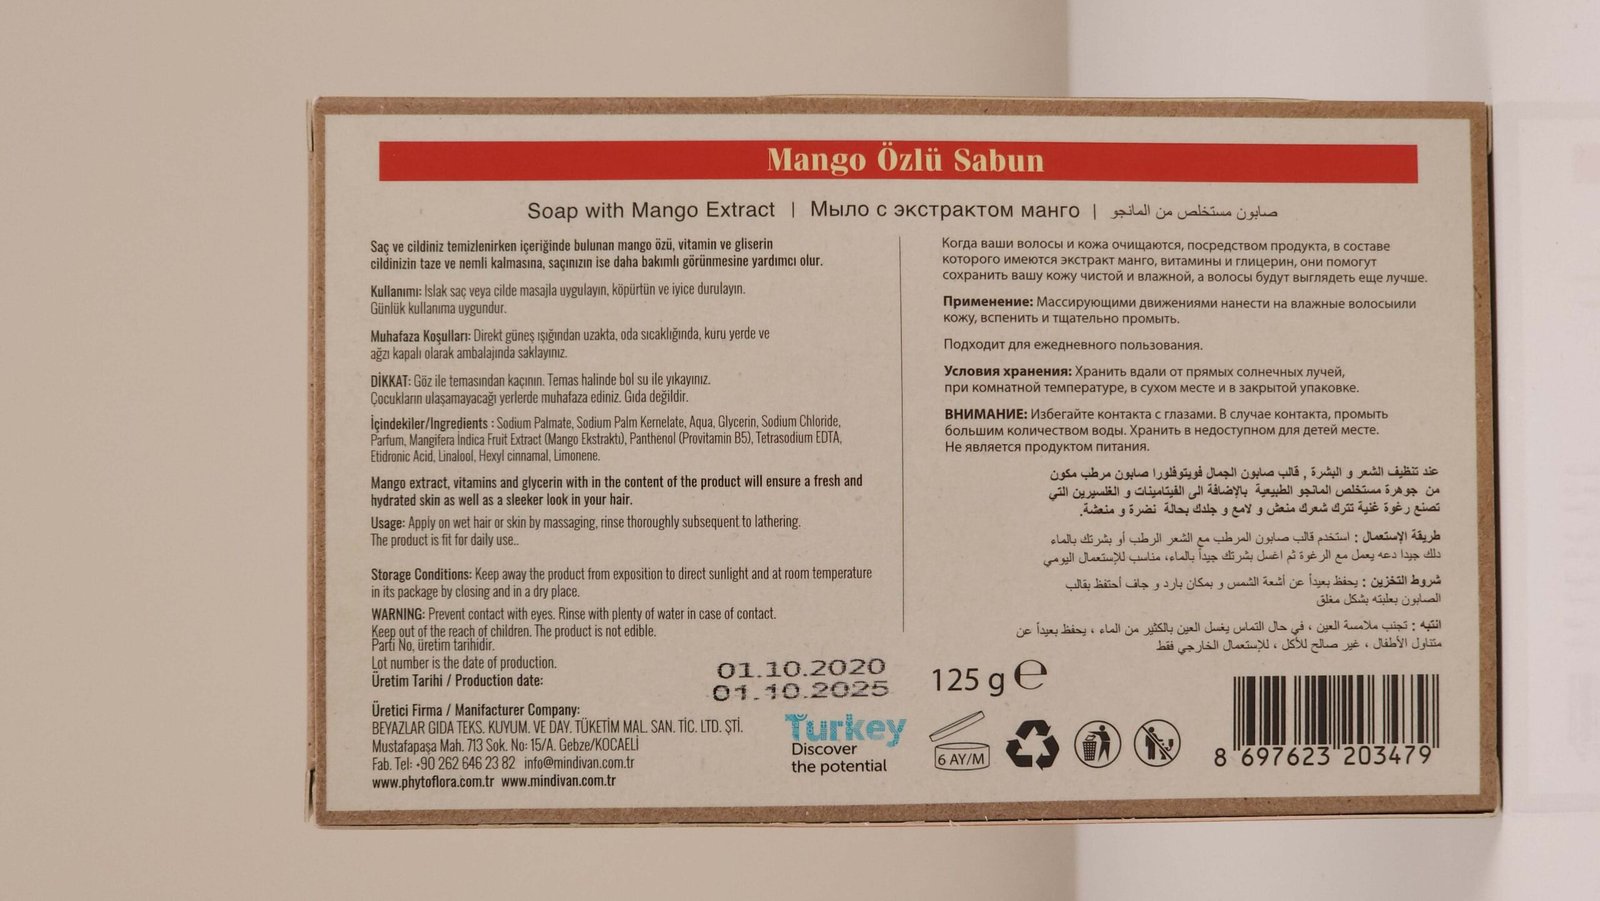 Mango Özlü Sabun
Soap with Mango Extract | Мыло с экстрактом манго | صابون مستخلص من المانجو
Saç ve cildiniz temizlenirken içeriğinde bulunan mango özü, vitamin ve gliserin
cildinizin taze ve nemli kalmasına, saçınızın ise daha bakımlı görünmesine yardımcı olur.
Kullanımı: Islak saç veya cilde masajla uygulayın, köpürtün ve iyice durulayın.
Günlük kullanıma uygundur.
Muhafaza Koşulları: Direkt güneş ışığından uzakta, oda sıcaklığında, kuru yerde ve
ağzı kapalı olarak ambalajında saklayınız.
DİKKAT: Göz ile temasından kaçının. Temas halinde bol su ile yıkayınız.
Çocukların ulaşamayacağı yerlerde muhafaza ediniz. Gıda değildir.
İçindekiler/Ingredients : Sodium Palmate, Sodium Palm Kernelate, Aqua, Glycerin, Sodium Chloride,
Parfum, Mangifera İndica Fruit Extract (Mango Ekstraktı), Panthenol (Provitamin B5), Tetrasodium EDTA,
Etidronic Acid, Linalool, Hexyl cinnamal, Limonene.
Mango extract, vitamins and glycerin with in the content of the product will ensure a fresh and
hydrated skin as well as a sleeker look in your hair.
Usage: Apply on wet hair or skin by massaging, rinse thoroughly subsequent to lathering.
The product is fit for daily use..
Storage Conditions: Keep away the product from exposition to direct sunlight and at room temperature
in its package by closing and in a dry place.
WARNING: Prevent contact with eyes. Rinse with plenty of water in case of contact.
Keep out of the reach of children. The product is not edible.
Parti No, üretim tarihidir.
Lot number is the date of production.
Üretim Tarihi / Production date:
01.10.2020
01.10.2025
Üretici Firma / Manifacturer Company:
BEYAZLAR GIDA TEKS. KUYUM. VE DAY. TÜKETİM MAL. SAN. TİC. LTD. ŞTİ.
Mustafapaşa Mah. 713 Sok. No: 15/A. Gebze/KOCAELİ
Fab. Tel: +90 262 646 23 82 info@mindivan.com.tr
www.phytoflora.com.tr www.mindivan.com.tr
Когда ваши волосы и кожа очищаются, посредством продукта, в составе
которого имеются экстракт манго, витамины и глицерин, они помогут
сохранить вашу кожу чистой и влажной, а волосы будут выглядеть еще лучше.
Применение: Массирующими движениями нанести на влажные волосыили
кожу, вспенить и тщательно промыть.
Подходит для ежедневного пользования.
Условия хранения: Хранить вдали от прямых солнечных лучей,
при комнатной температуре, в сухом месте и в закрытой упаковке.
ВНИМАНИЕ: Избегайте контакта с глазами. В случае контакта, промыть
большим количеством воды. Хранить в недоступном для детей месте.
Не является продуктом питания.
عند تنظيف الشعر و البشرة , قالب صابون الجمال فويتوفلورا صابون مرطب مكون
من جوهرة مستخلص المانجو الطبيعية بالإضافة الى الفيتامينات و الغلسيرين التي
تصنع رغوة غنية تترك شعرك منعش و لامع و جلدك بحالة نضرة و منعشة.
طريقة الإستعمال : استخدم قالب صابون المرطب مع الشعر الرطب أو بشرتك بالماء
دلك جيدا دعه يعمل مع الرغوة ثم اغسل بشرتك جيداً بالماء، مناسب للإستعمال اليومي
شروط التخزين : يحفظ بعيداً عن أشعة الشمس و بمكان بارد و جاف أحتفظ بقالب
الصابون بعلبته بشكل مغلق
انتبه : تجنب ملامسة العين ، في حال التماس يغسل العين بالكثير من الماء ، يحفظ بعيداً عن
متناول الأطفال ، غير صالح للأكل ، للإستعمال الخارجي فقط
125 g ℮
Turkey
Discover
the potential
6 AY/M
8 697623 203479